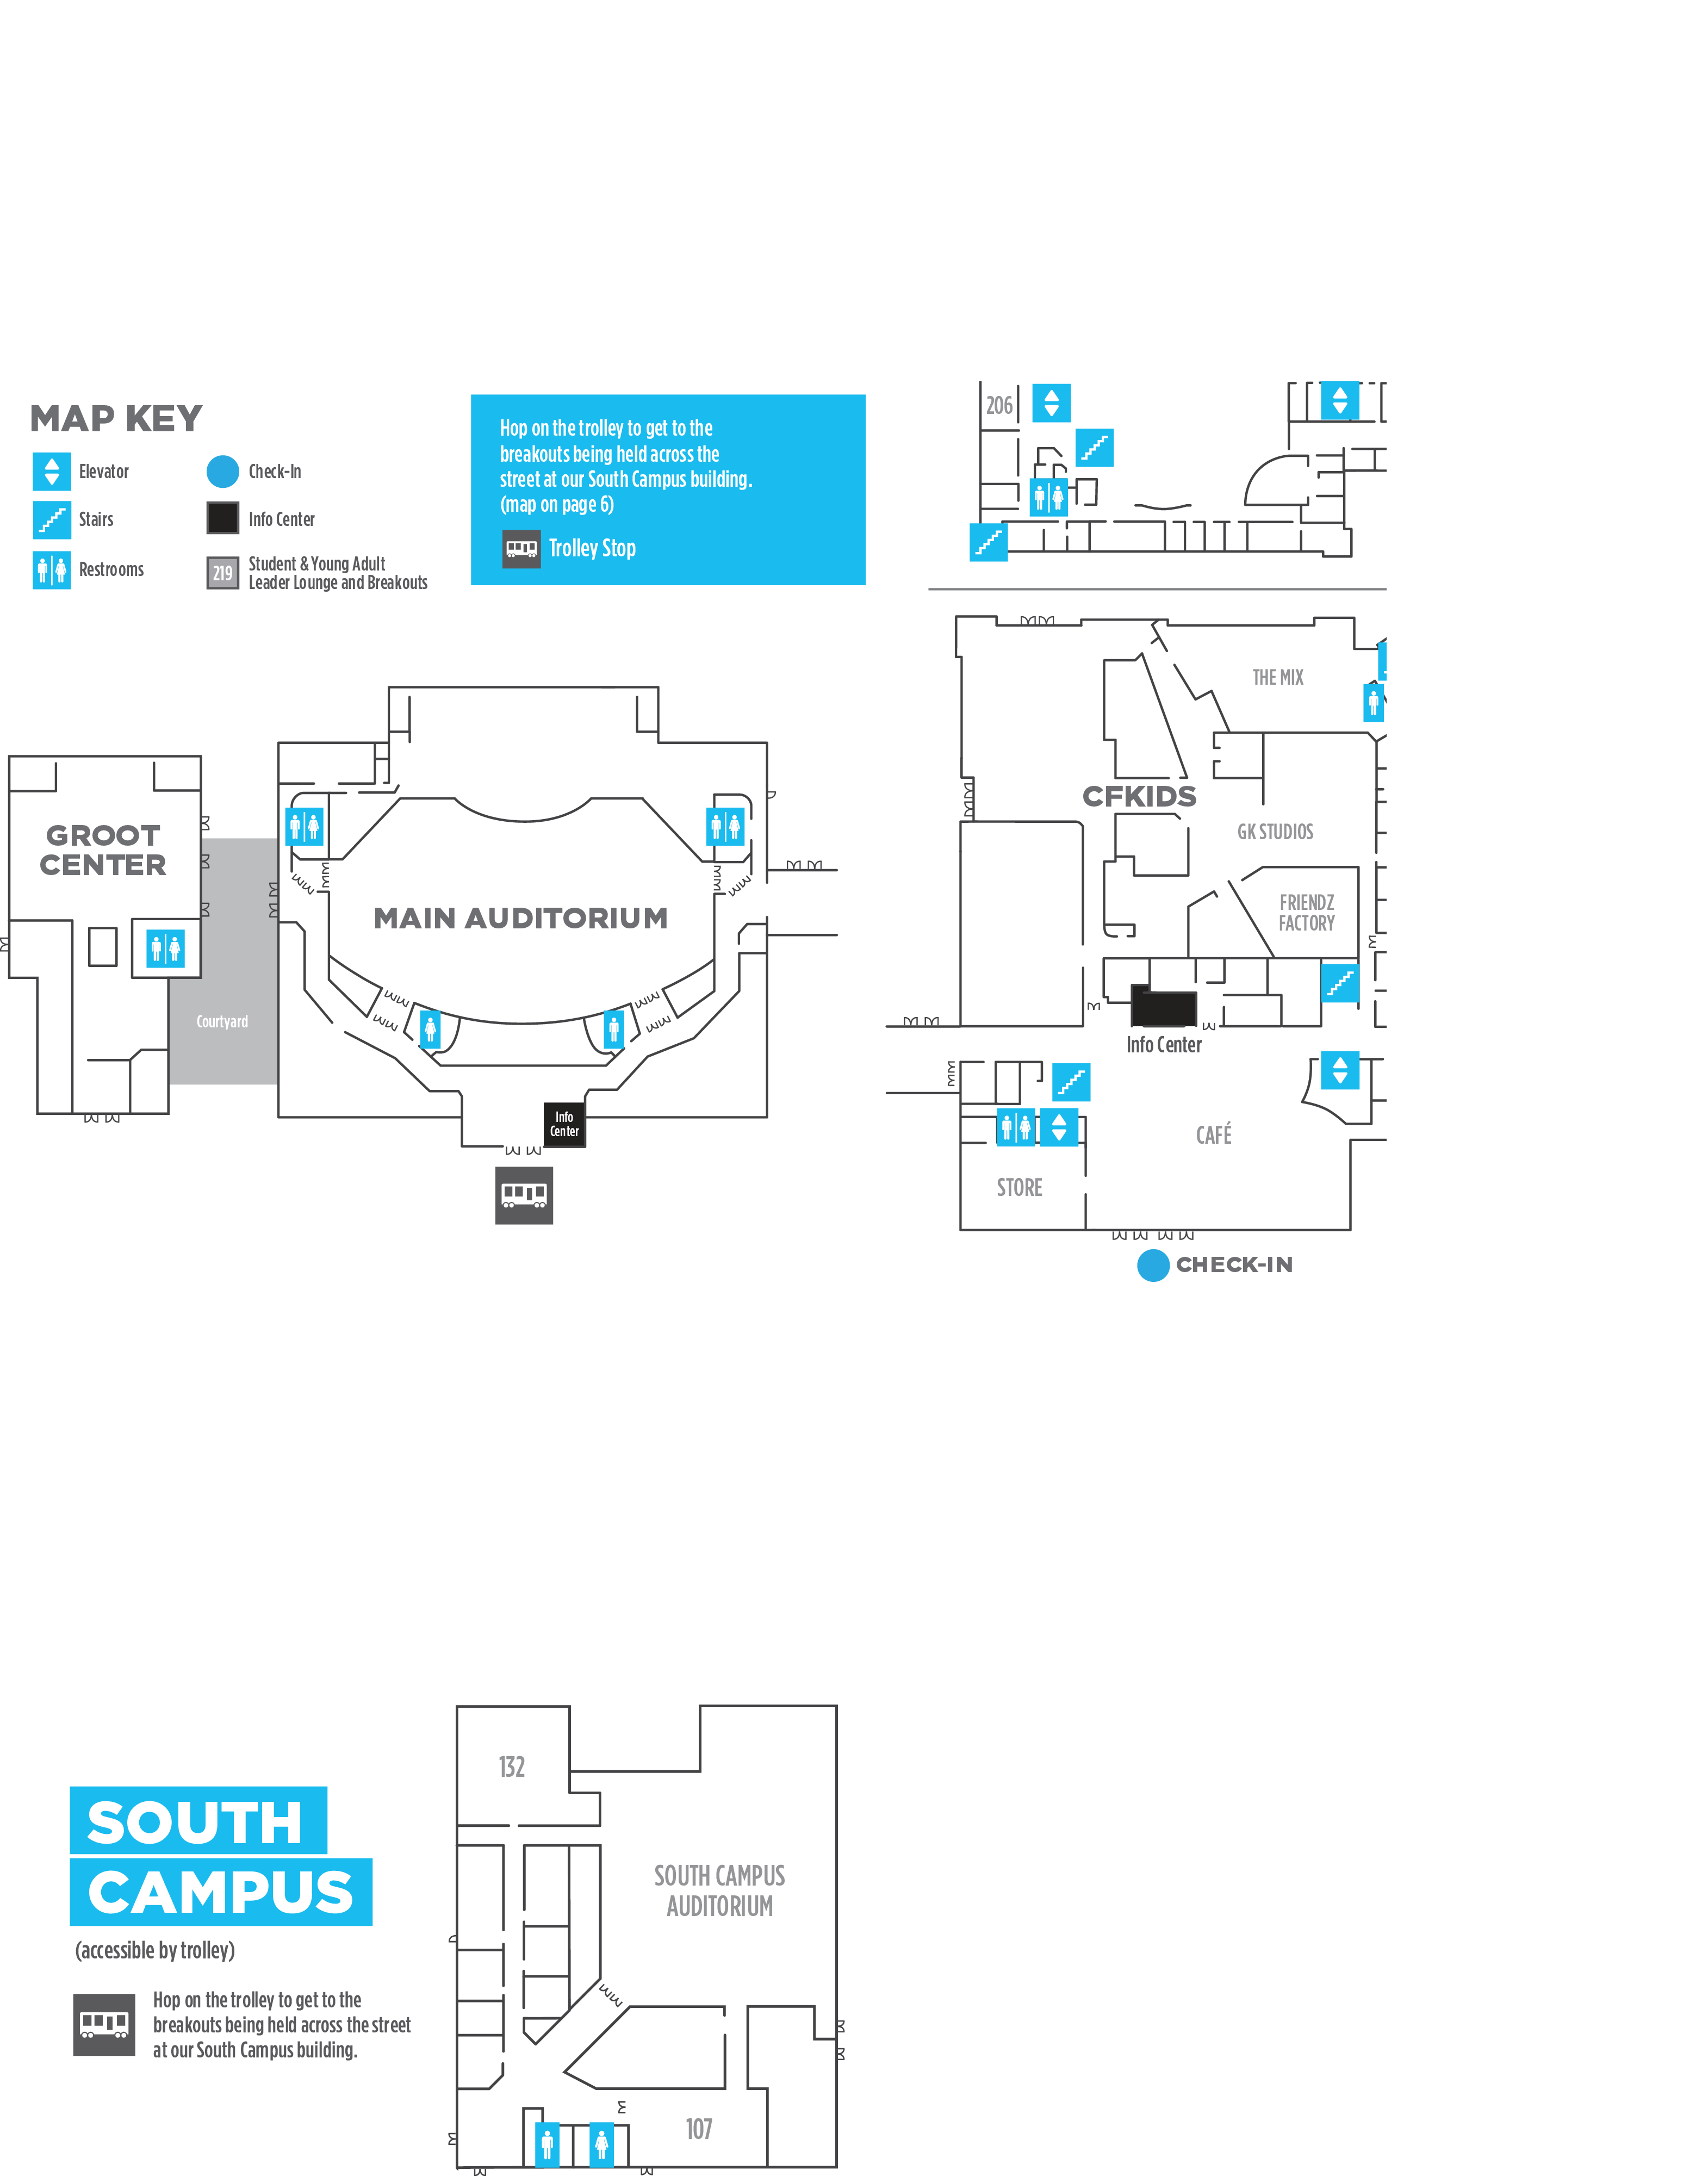 MAP KEY
Elevator
Stairs
Restrooms
Check-In
Info Center
219
Student & Young Adult
Leader Lounge and Breakouts
Hop on the trolley to get to the
breakouts being held across the
street at our South Campus building.
(map on page 6)
Trolley Stop
206
THE MIX
CFKIDS
GK STUDIOS
FRIENDZ
FACTORY
Info Center
CAFÉ
STORE
CHECK-IN
GROOT
CENTER
Courtyard
MAIN AUDITORIUM
Info
Center
SOUTH
CAMPUS
(accessible by trolley)
Hop on the trolley to get to the
breakouts being held across the street
at our South Campus building.
132
SOUTH CAMPUS
AUDITORIUM
107